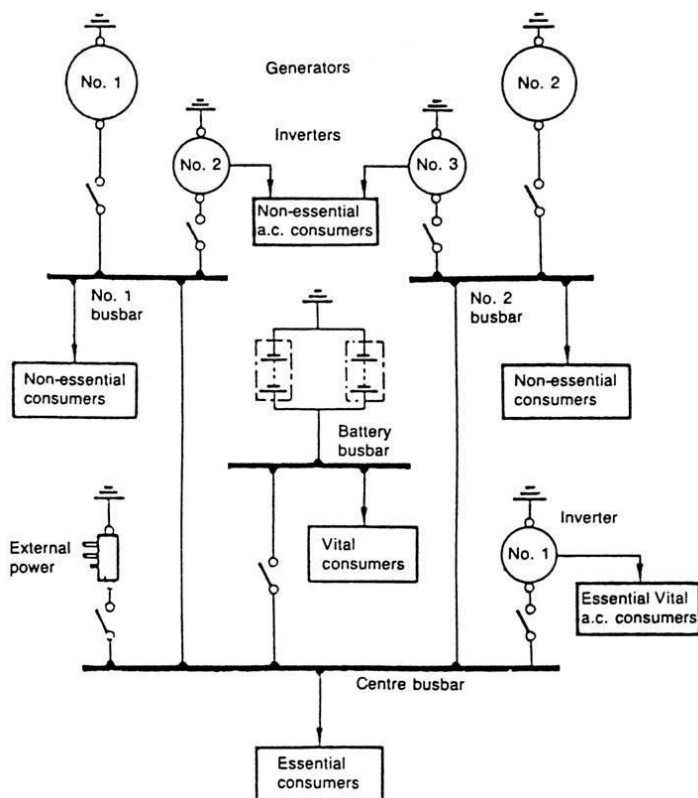 No. 1
Generators
No. 2
Inverters
No. 2
No. 3
Non-essential
a.c. consumers
No. 1
busbar
No. 2
busbar
Non-essential
consumers
Non-essential
consumers
Battery
busbar
External
power
Vital
consumers
Inverter
No. 1
Essential Vital
a.c. consumers
Centre busbar
Essential
consumers